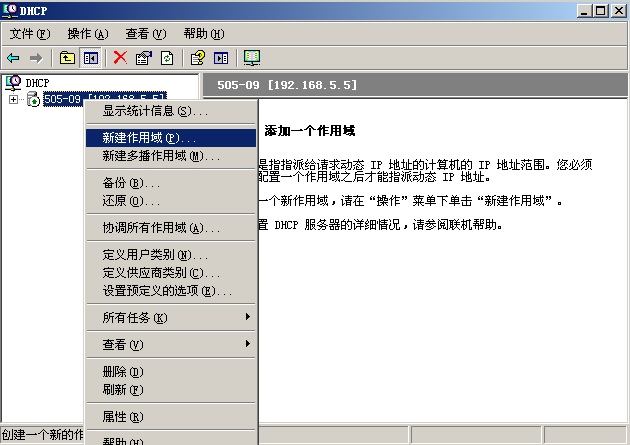 DHCP
文件(F) 操作(A) 查看(V) 帮助(H)
DHCP
505-09 [192.168.5.5]
505-09 [192.168.5.5]
显示统计信息(S)...
新建作用域(P)...
新建多播作用域(M)...
备份(B)...
还原(O)...
协调所有作用域(A)...
定义用户类别(N)...
定义供应商类别(C)...
设置预定义的选项(E)...
所有任务(K)
查看(V)
删除(D)
刷新(F)
属性(R)
帮助(H)
添加一个作用域
是指指派给请求动态 IP 地址的计算机的 IP 地址范围。您必须
配置一个作用域之后才能指派动态 IP 地址。
一个新作用域，请在“操作”菜单下单击“新建作用域”。
置 DHCP 服务器的详细情况，请参阅联机帮助。
创建一个新的作